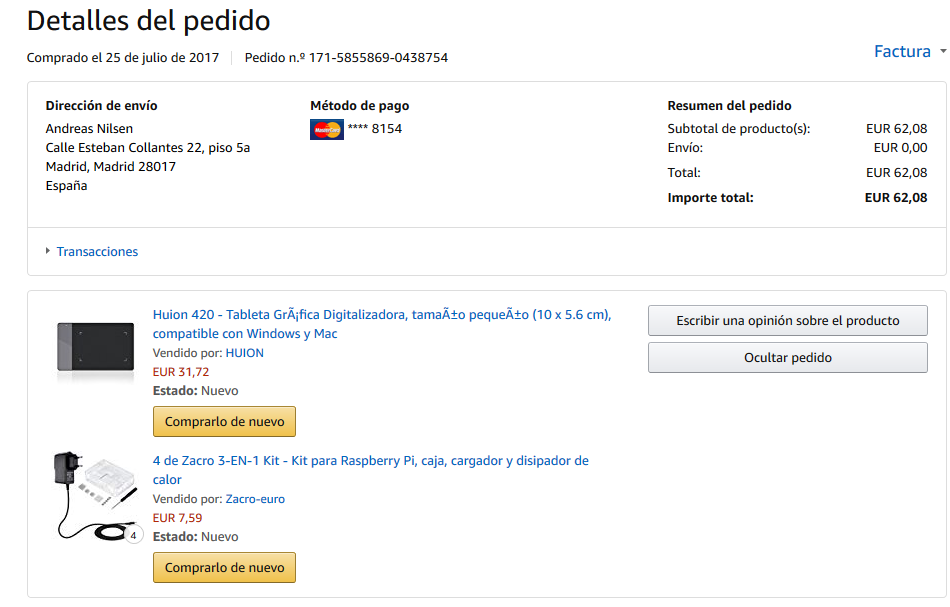 Detalles del pedido
Comprado el 25 de julio de 2017 Pedido n.º 171-5855869-0438754
Factura
Dirección de envío
Andreas Nilsen
Calle Esteban Collantes 22, piso 5a
Madrid, Madrid 28017
España
Método de pago
MasterCard **** 8154
Resumen del pedido
Subtotal de producto(s): EUR 62,08
Envío: EUR 0,00
Total: EUR 62,08
Importe total: EUR 62,08
Transacciones
Huion 420 - Tableta GrÃ¡fica Digitalizadora, tamaÃ±o pequeÃ±o (10 x 5.6 cm),
compatible con Windows y Mac
Vendido por: HUION
EUR 31,72
Estado: Nuevo
Comprarlo de nuevo
Escribir una opinión sobre el producto
Ocultar pedido
4 de Zacro 3-EN-1 Kit - Kit para Raspberry Pi, caja, cargador y disipador de
calor
Vendido por: Zacro-euro
EUR 7,59
Estado: Nuevo
4
Comprarlo de nuevo